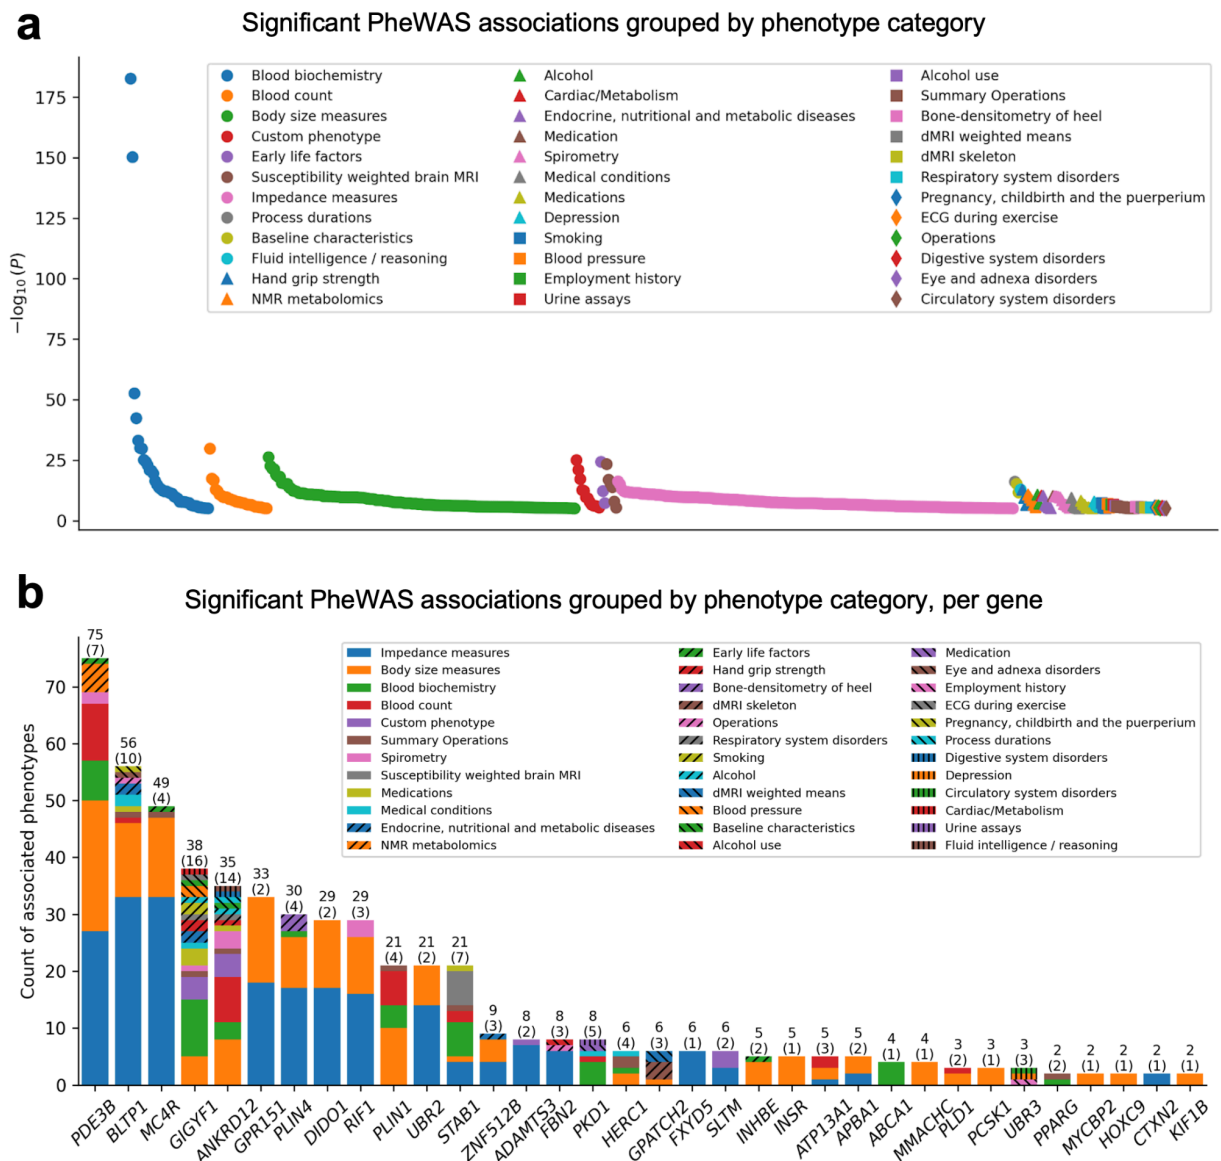 a
Significant PheWAS associations grouped by phenotype category
−log10 (P)
175
150
125
100
75
50
25
0
Blood biochemistry
Blood count
Body size measures
Custom phenotype
Early life factors
Susceptibility weighted brain MRI
Impedance measures
Process durations
Baseline characteristics
Fluid intelligence / reasoning
Hand grip strength
NMR metabolomics
Alcohol
Cardiac/Metabolism
Endocrine, nutritional and metabolic diseases
Medication
Spirometry
Medical conditions
Medications
Depression
Smoking
Blood pressure
Employment history
Urine assays
Alcohol use
Summary Operations
Bone-densitometry of heel
dMRI weighted means
dMRI skeleton
Respiratory system disorders
Pregnancy, childbirth and the puerperium
ECG during exercise
Operations
Digestive system disorders
Eye and adnexa disorders
Circulatory system disorders
b
Significant PheWAS associations grouped by phenotype category, per gene
Count of associated phenotypes
70
60
50
40
30
20
10
0
Impedance measures
Body size measures
Blood biochemistry
Blood count
Custom phenotype
Summary Operations
Spirometry
Susceptibility weighted brain MRI
Medications
Medical conditions
Endocrine, nutritional and metabolic diseases
NMR metabolomics
Early life factors
Hand grip strength
Bone-densitometry of heel
dMRI skeleton
Operations
Respiratory system disorders
Smoking
Alcohol
dMRI weighted means
Blood pressure
Baseline characteristics
Alcohol use
Medication
Eye and adnexa disorders
Employment history
ECG during exercise
Pregnancy, childbirth and the puerperium
Process durations
Digestive system disorders
Depression
Circulatory system disorders
Cardiac/Metabolism
Urine assays
Fluid intelligence / reasoning
75
(7)
56
(10)
49
(4)
38
(16)
35
(14)
33
(2)
30
(4)
29
(2)
29
(3)
21
(4)
21
(2)
21
(7)
9
(3)
8
(2)
8
(3)
8
(5)
6
(4)
6
(3)
6
(1)
6
(2)
5
(2)
5
(1)
5
(3)
5
(2)
4
(1)
4
(1)
3
(2)
3
(1)
3
(3)
2
(2)
2
(1)
2
(1)
2
(1)
2
(1)
PDE3B
BLTP1
MC4R
GIGYF1
ANKRD12
GPR151
PLIN4
DIDO1
RIF1
PLIN1
UBR2
STAB1
ZNF512B
ADAMTS3
FBN2
PKD1
HERC1
GPATCH2
FXYD5
SLTM
INHBE
INSR
ATP13A1
APBA1
ABCA1
MMACHC
PLD1
PCSK1
UBR3
PPARG
MYCBP2
HOXC9
CTXN2
KIF1B